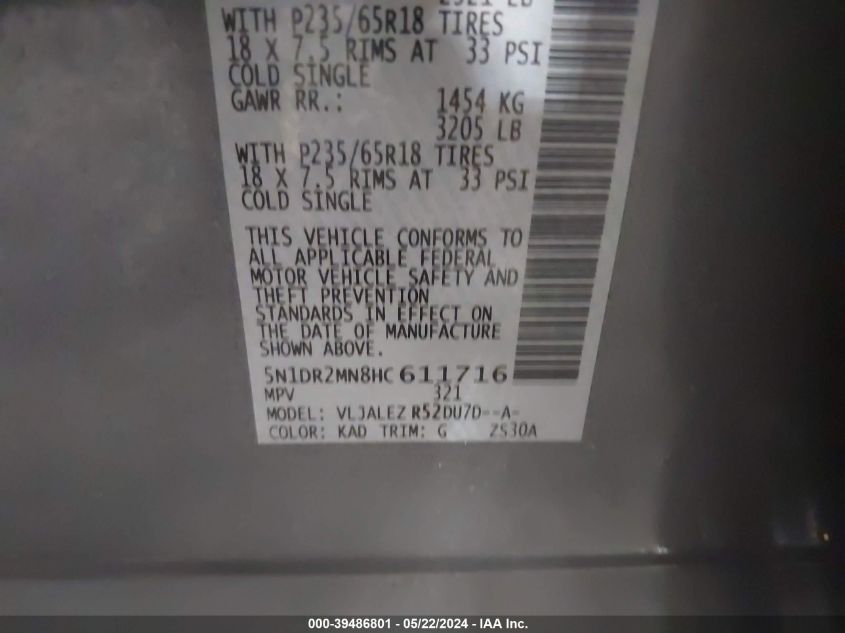 WITH P235/65R18 TIRES
18 X 7.5 RIMS AT 33 PSI
COLD SINGLE
GAWR RR.: 1454 KG
3205 LB
WITH P235/65R18 TIRES
18 X 7.5 RIMS AT 33 PSI
COLD SINGLE
THIS VEHICLE CONFORMS TO
ALL APPLICABLE FEDERAL
MOTOR VEHICLE SAFETY AND
THEFT PREVENTION
STANDARDS IN EFFECT ON
THE DATE OF MANUFACTURE
SHOWN ABOVE.
5N1DR2MN8HC 611716
MPV 321
MODEL: VLJALEZ R52DU7D--A-
COLOR: KAD TRIM: G ZS30A
000-39486801 - 05/22/2024 - IAA Inc.